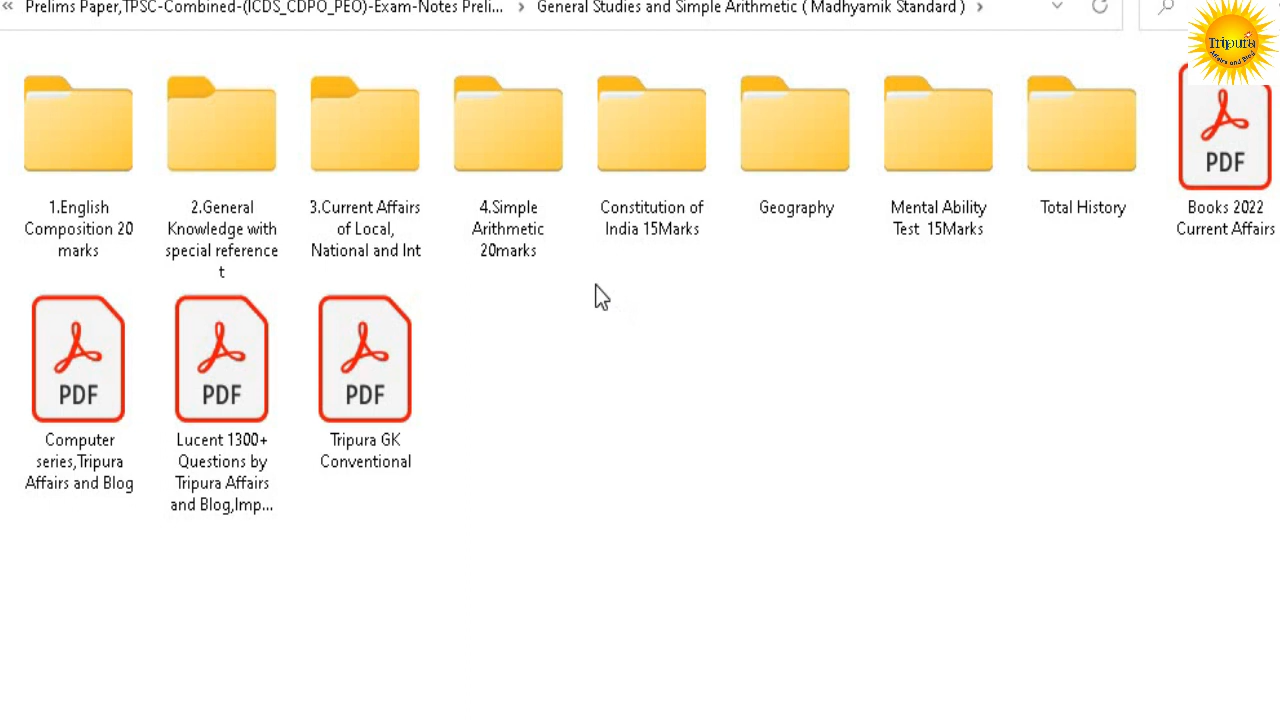 « Prelims Paper,TPSC-Combined-(ICDS_CDPO_PEO)-Exam-Notes Preli... › General Studies and Simple Arithmetic ( Madhyamik Standard ) ›
Tripura
Affairs and Blog
1.English
Composition 20
marks
2.General
Knowledge with
special reference
t
3.Current Affairs
of Local,
National and Int
4.Simple
Arithmetic
20marks
Constitution of
India 15Marks
Geography
Mental Ability
Test 15Marks
Total History
PDF
Books 2022
Current Affairs
PDF
Computer
series,Tripura
Affairs and Blog
PDF
Lucent 1300+
Questions by
Tripura Affairs
and Blog,Imp...
PDF
Tripura GK
Conventional